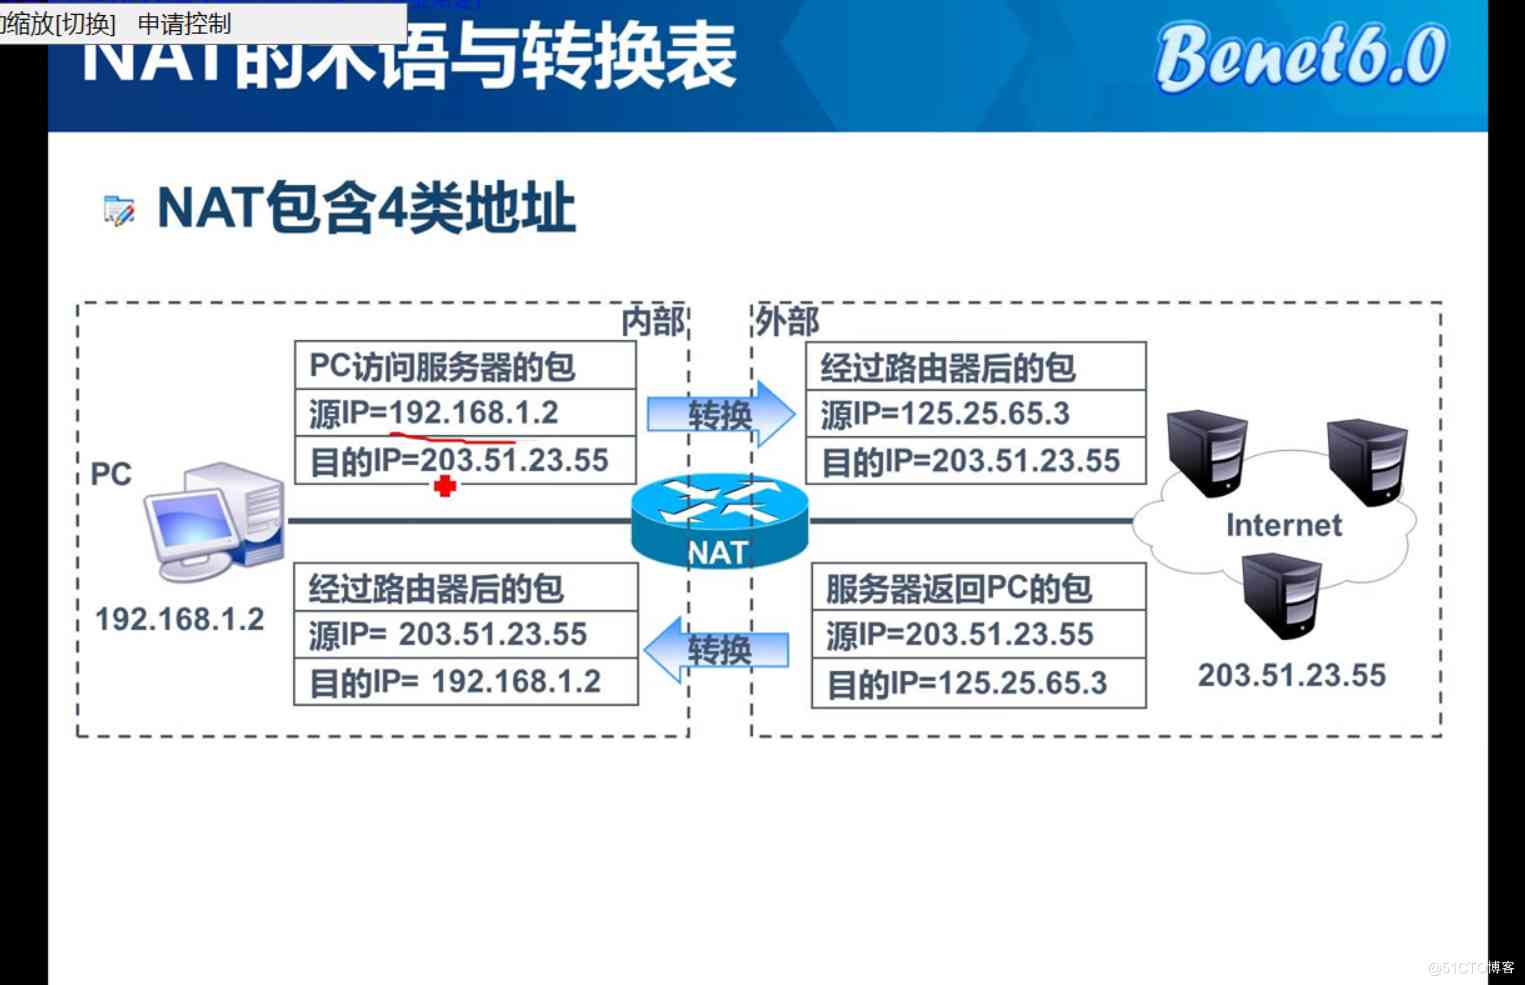 动缩放[切换] 申请控制
NAT的术语与转换表
Benet6.0
NAT包含4类地址
内部
外部
PC访问服务器的包
源IP=192.168.1.2
目的IP=203.51.23.55
转换
经过路由器后的包
源IP=125.25.65.3
目的IP=203.51.23.55
PC
192.168.1.2
NAT
Internet
经过路由器后的包
源IP= 203.51.23.55
目的IP= 192.168.1.2
转换
服务器返回PC的包
源IP=203.51.23.55
目的IP=125.25.65.3
203.51.23.55
@51CTO博客